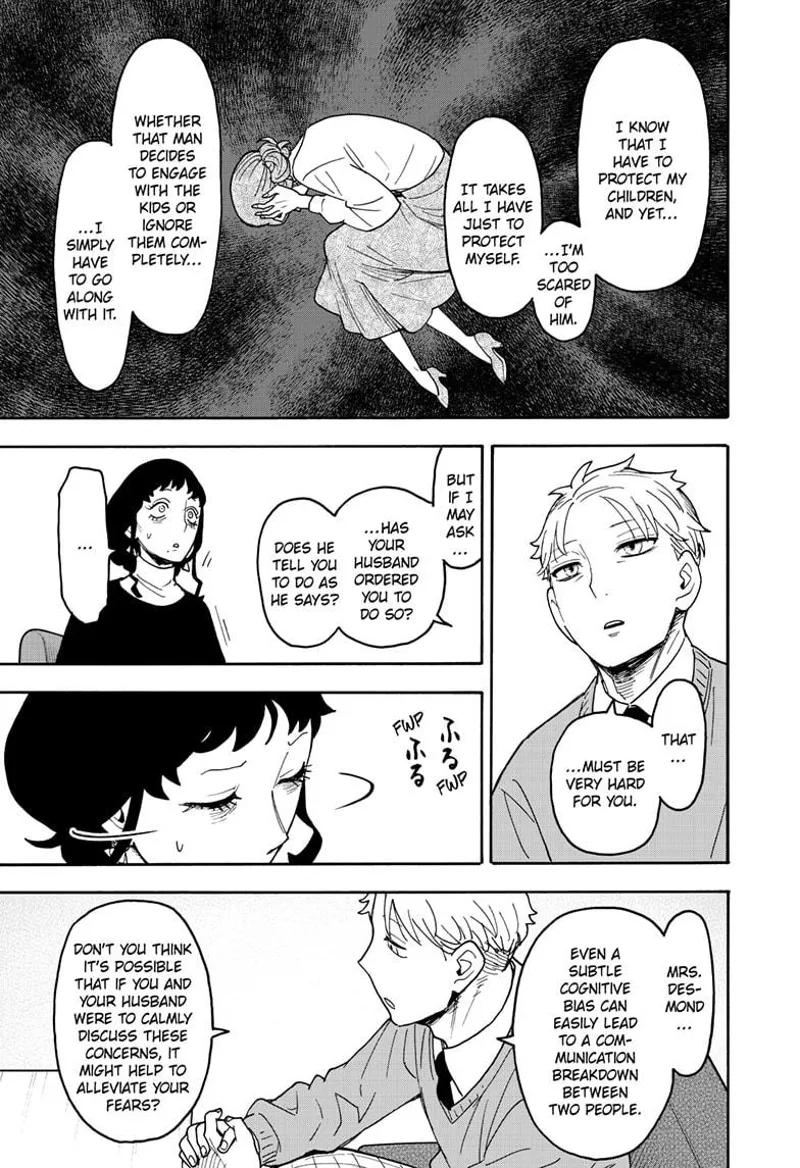 I KNOW
THAT I
HAVE TO
PROTECT MY
CHILDREN,
AND YET...
...I'M
TOO
SCARED
OF
HIM.
IT TAKES
ALL I HAVE
JUST TO
PROTECT
MYSELF.
WHETHER
THAT MAN
DECIDES
TO ENGAGE
WITH THE
KIDS OR
IGNORE
THEM COM-
PLETELY...
...I
SIMPLY
HAVE
TO GO
ALONG
WITH IT.
THAT
...
...MUST BE
VERY HARD
FOR YOU.
BUT
IF I
MAY
ASK
...
...HAS
YOUR
HUSBAND
ORDERED
YOU TO
DO SO?
DOES HE
TELL YOU
TO DO AS
HE SAYS?
...
ふる
FWP
ふる
FWP
MRS.
DES-
MOND
...
EVEN A
SUBTLE
COGNITIVE
BIAS CAN
EASILY LEAD
TO A COM-
MUNICATION
BREAKDOWN
BETWEEN
TWO PEOPLE.
DON'T YOU
THINK
IT'S POSSIBLE
THAT IF YOU AND
YOUR HUSBAND
WERE TO CALMLY
DISCUSS THESE
CONCERNS, IT
MIGHT HELP TO
ALLEVIATE YOUR
FEARS?